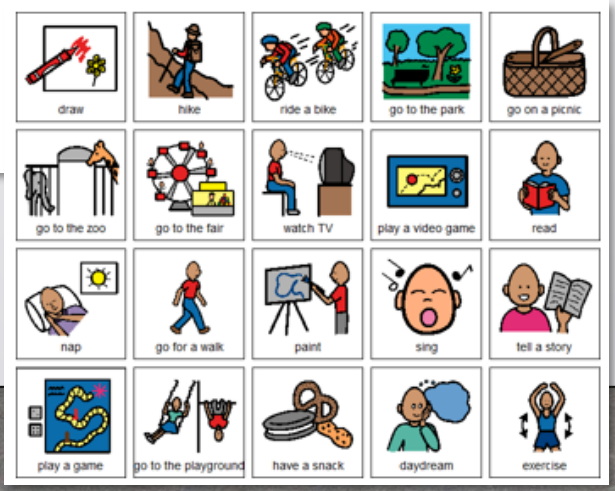 draw
hike
ride a bike
go to the park
go on a picnic
go to the zoo
go to the fair
watch TV
play a video game
read
nap
go for a walk
paint
sing
tell a story
play a game
go to the playground
have a snack
daydream
exercise